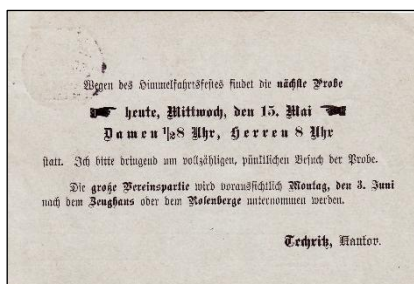 Wegen des Himmelfahrtsfestes findet die nächste Probe
heute, Mittwoch, den 15. Mai
Damen ½8 Uhr, Herren 8 Uhr
statt. Ich bitte dringend um vollzähligen, pünktlichen Besuch der Probe.
Die große Vereinspartie wird voraussichtlich Montag, den 3. Juni
nach dem Zeughaus oder dem Rosenberge unternommen werden.
Techritz, Kantor.